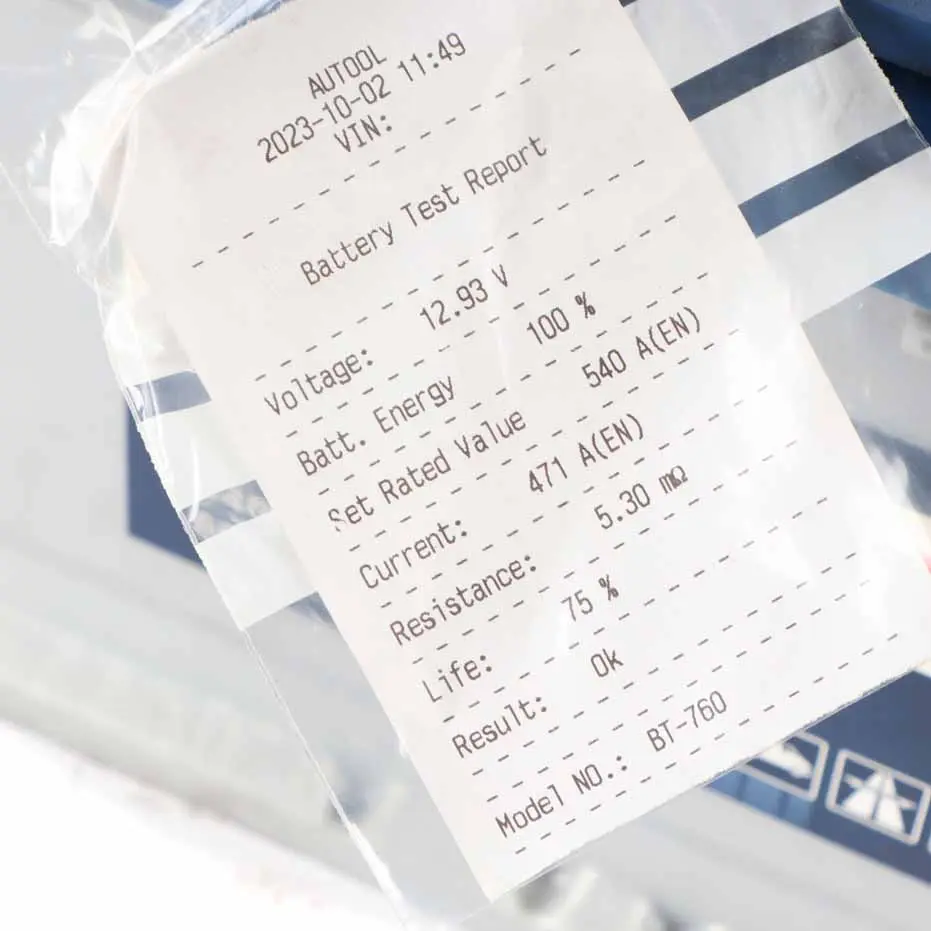 AUTOOL
2023-10-02 11:49
VIN:
Battery Test Report
Voltage: 12.93 V
Batt. Energy 100 %
Set Rated Value 540 A(EN)
Current: 471 A(EN)
Resistance: 5.30 mΩ
Life: 75 %
Result: Ok
Model NO.: BT-760